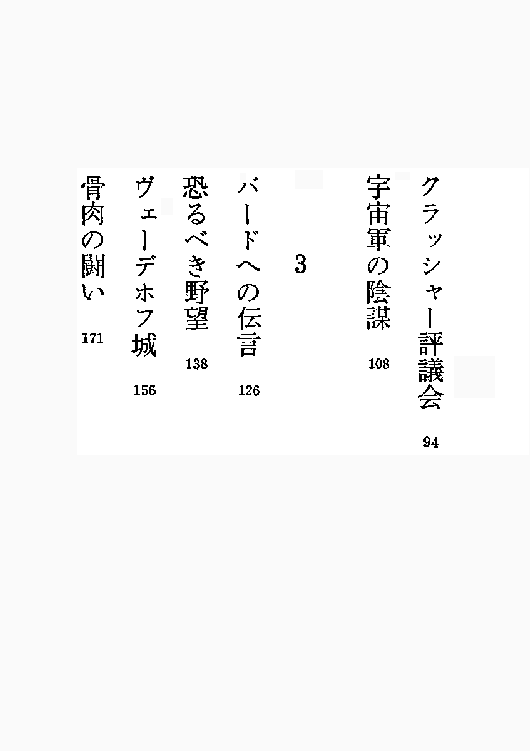 クラッシャー評議会 94
宇宙軍の陰謀 108
3
バードへの伝言 126
恐るべき野望 138
ヴェーデホフ城 156
骨肉の闘い 171